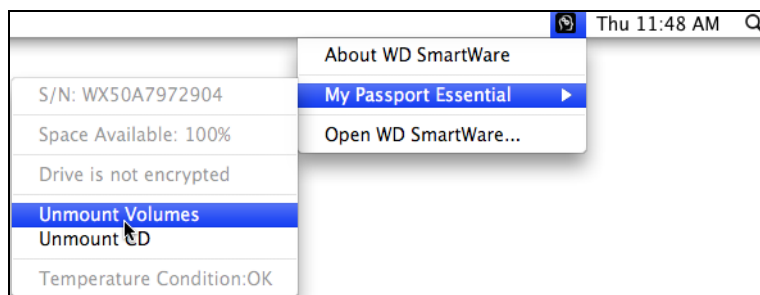 Thu 11:48 AM
About WD SmartWare
My Passport Essential
Open WD SmartWare...
S/N: WX50A7972904
Space Available: 100%
Drive is not encrypted
Unmount Volumes
Unmount CD
Temperature Condition:OK